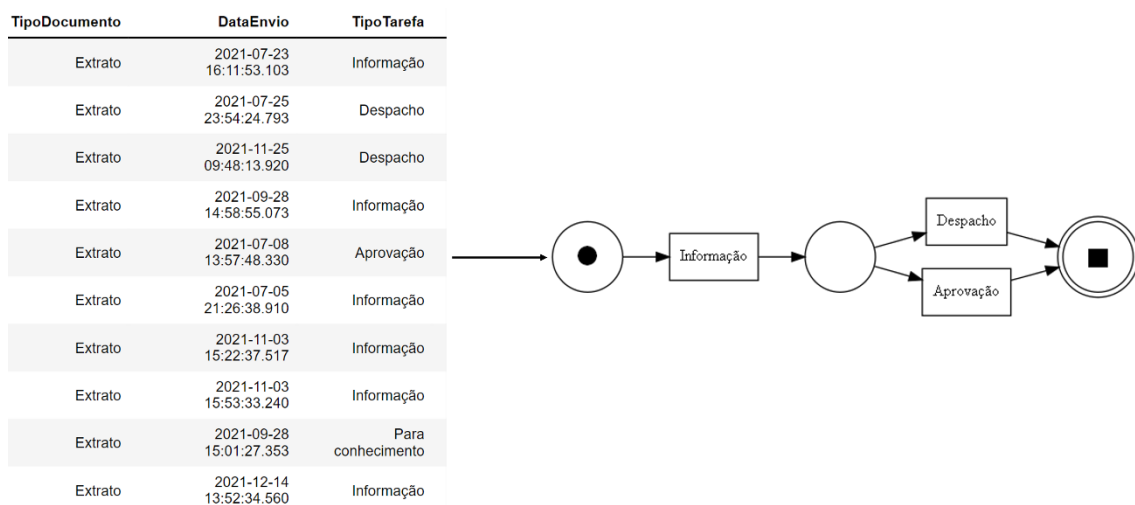 TipoDocumento DataEnvio TipoTarefa
Extrato 2021-07-23 16:11:53.103 Informação
Extrato 2021-07-25 23:54:24.793 Despacho
Extrato 2021-11-25 09:48:13.920 Despacho
Extrato 2021-09-28 14:58:55.073 Informação
Extrato 2021-07-08 13:57:48.330 Aprovação
Extrato 2021-07-05 21:26:38.910 Informação
Extrato 2021-11-03 15:22:37.517 Informação
Extrato 2021-11-03 15:53:33.240 Informação
Extrato 2021-09-28 15:01:27.353 Para conhecimento
Extrato 2021-12-14 13:52:34.560 Informação
Informação
Despacho
Aprovação